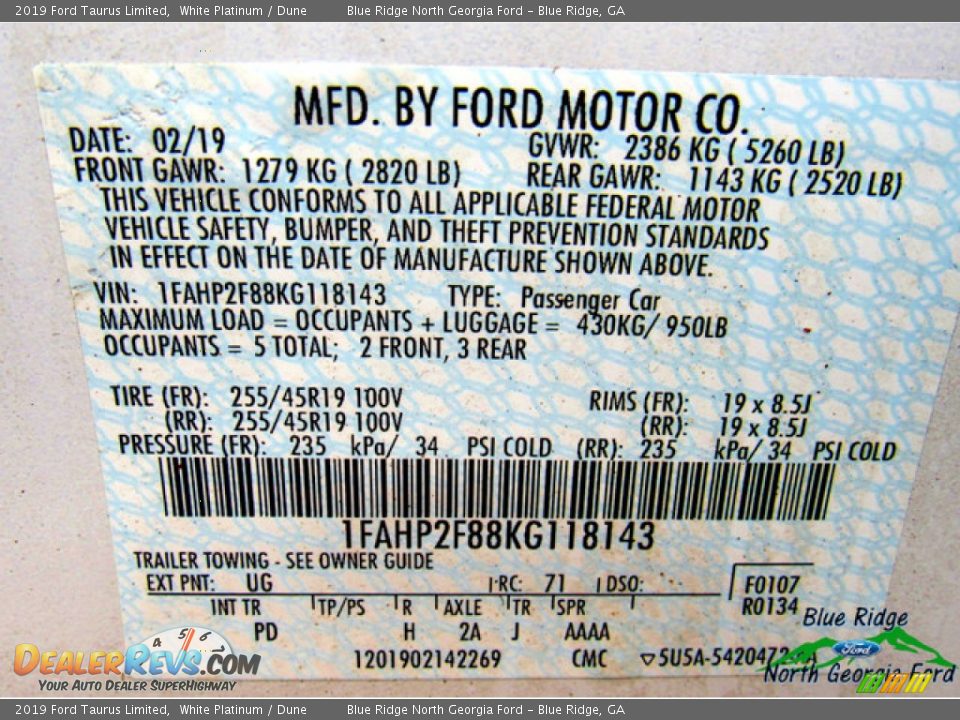 2019 Ford Taurus Limited, White Platinum / Dune Blue Ridge North Georgia Ford - Blue Ridge, GA
MFD. BY FORD MOTOR CO.
DATE: 02/19 GVWR: 2386 KG ( 5260 LB)
FRONT GAWR: 1279 KG ( 2820 LB) REAR GAWR: 1143 KG ( 2520 LB)
THIS VEHICLE CONFORMS TO ALL APPLICABLE FEDERAL MOTOR
VEHICLE SAFETY, BUMPER, AND THEFT PREVENTION STANDARDS
IN EFFECT ON THE DATE OF MANUFACTURE SHOWN ABOVE.
VIN: 1FAHP2F88KG118143 TYPE: Passenger Car
MAXIMUM LOAD = OCCUPANTS + LUGGAGE = 430KG/ 950LB
OCCUPANTS = 5 TOTAL; 2 FRONT, 3 REAR
TIRE (FR): 255/45R19 100V RIMS (FR): 19 x 8.5J
(RR): 255/45R19 100V (RR): 19 x 8.5J
PRESSURE (FR): 235 kPa/ 34 PSI COLD (RR): 235 kPa/ 34 PSI COLD
1FAHP2F88KG118143
TRAILER TOWING - SEE OWNER GUIDE
EXT PNT: UG RC: 71 DSO: F0107
R0134
INT TR TP/PS R AXLE TR SPR
PD H 2A J AAAA
1201902142269 CMC ▽5U5A-5420472
4 5 6
DEALERREVS.COM
YOUR AUTO DEALER SUPERHIGHWAY
Blue Ridge
Ford
North Georgia Ford
2019 Ford Taurus Limited, White Platinum / Dune Blue Ridge North Georgia Ford - Blue Ridge, GA